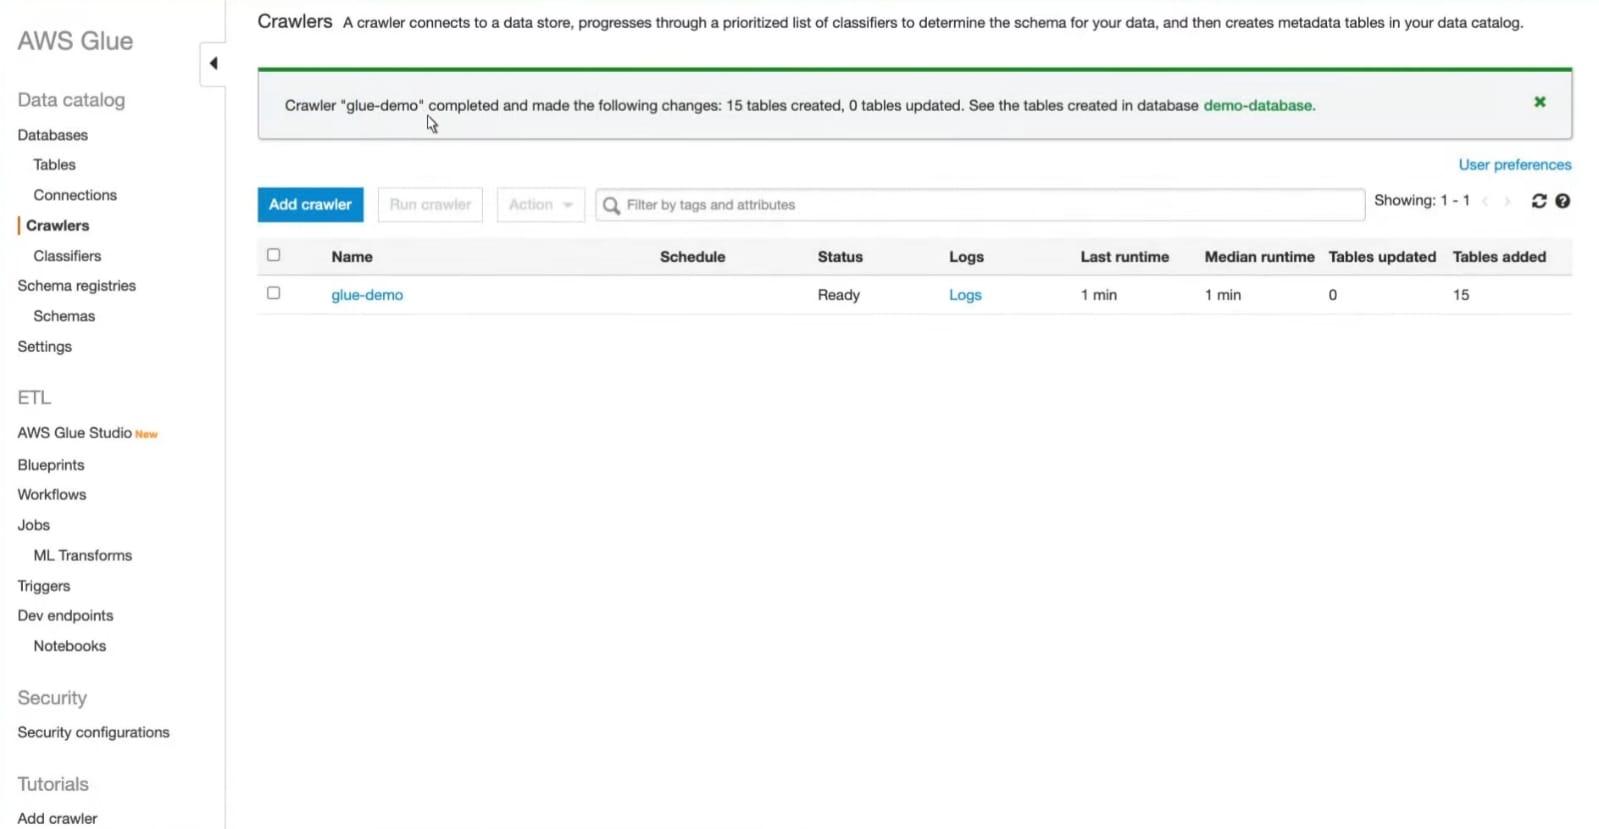 AWS Glue
Data catalog
Databases
Tables
Connections
Crawlers
Classifiers
Schema registries
Schemas
Settings
ETL
AWS Glue Studio New
Blueprints
Workflows
Jobs
ML Transforms
Triggers
Dev endpoints
Notebooks
Security
Security configurations
Tutorials
Add crawler
Crawlers A crawler connects to a data store, progresses through a prioritized list of classifiers to determine the schema for your data, and then creates metadata tables in your data catalog.
Crawler "glue-demo" completed and made the following changes: 15 tables created, 0 tables updated. See the tables created in database demo-database.
User preferences
Add crawler Run crawler Action Filter by tags and attributes Showing: 1 - 1
Name Schedule Status Logs Last runtime Median runtime Tables updated Tables added
glue-demo Ready Logs 1 min 1 min 0 15